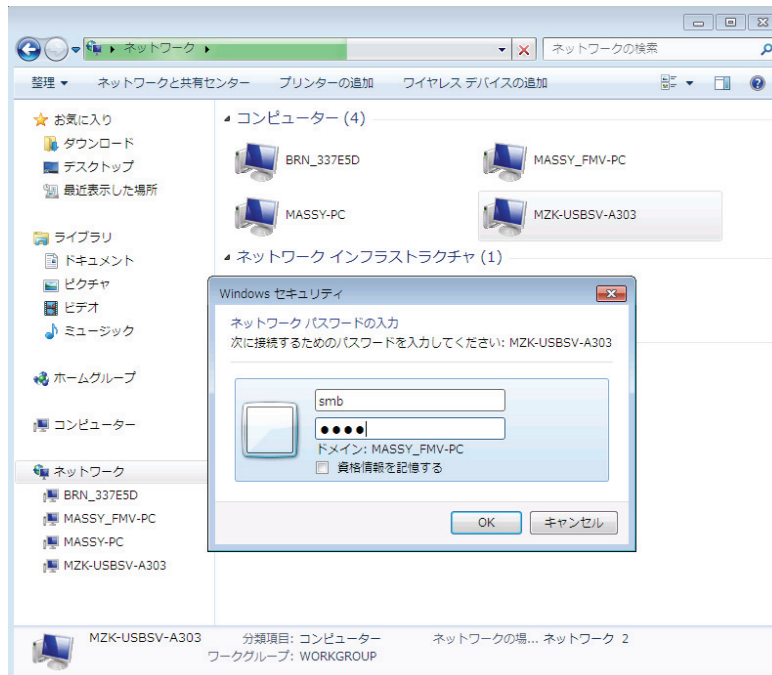 ネットワーク
ネットワークの検索
整理 ネットワークと共有センター プリンターの追加 ワイヤレス デバイスの追加
お気に入り
ダウンロード
デスクトップ
最近表示した場所
ライブラリ
ドキュメント
ピクチャ
ビデオ
ミュージック
ホームグループ
コンピューター
ネットワーク
BRN_337E5D
MASSY_FMV-PC
MASSY-PC
MZK-USBSV-A303
コンピューター (4)
BRN_337E5D MASSY_FMV-PC
MASSY-PC MZK-USBSV-A303
ネットワーク インフラストラクチャ (1)
Windows セキュリティ
ネットワーク パスワードの入力
次に接続するためのパスワードを入力してください: MZK-USBSV-A303
smb
●●●●
ドメイン: MASSY_FMV-PC
資格情報を記憶する
OK キャンセル
MZK-USBSV-A303 分類項目: コンピューター ネットワークの場... ネットワーク 2
ワークグループ: WORKGROUP